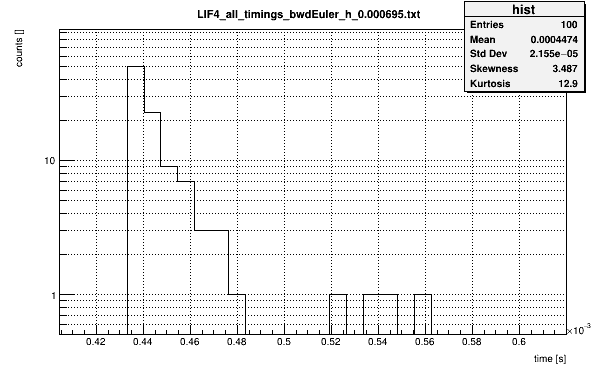 LIF4_all_timings_bwdEuler_h_0.000695.txt
hist
Entries 100
Mean 0.0004474
Std Dev 2.155e−05
Skewness 3.487
Kurtosis 12.9
counts []
10
1
0.42 0.44 0.46 0.48 0.5 0.52 0.54 0.56 0.58 0.6
×10⁻³
time [s]